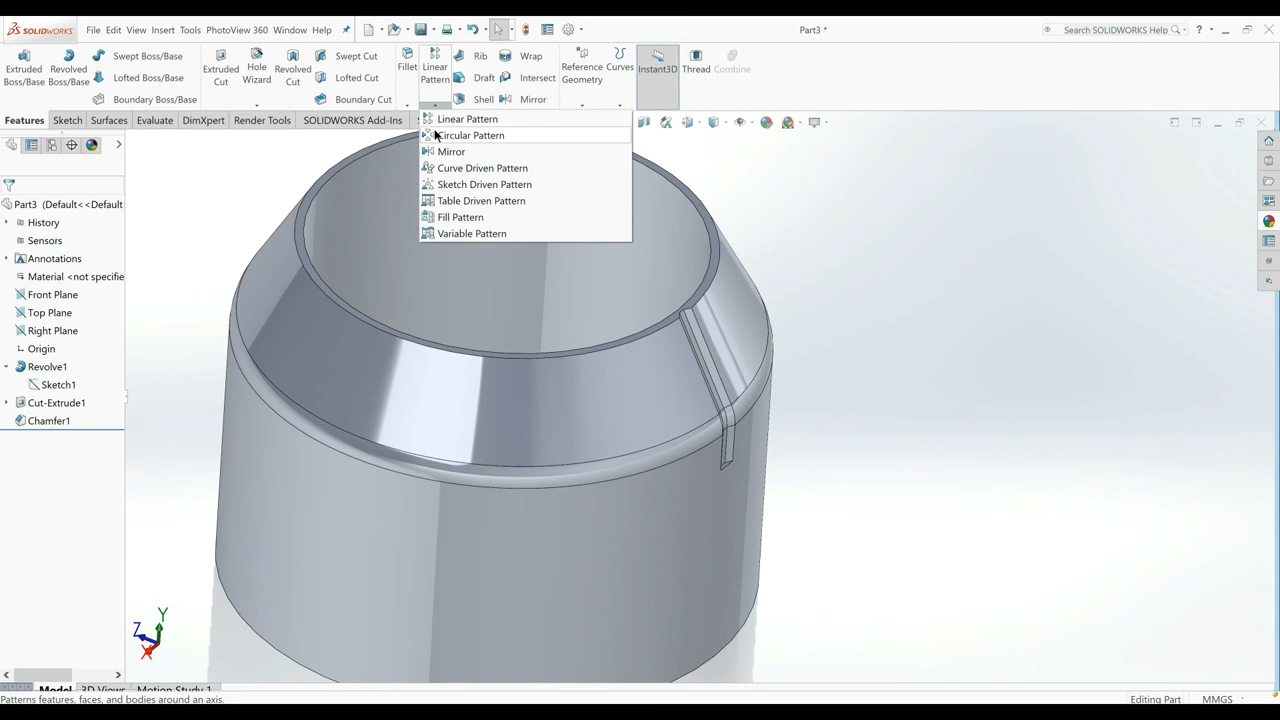 SOLIDWORKS File Edit View Insert Tools PhotoView 360 Window Help Part3 * Search SOLIDWORKS Help
Extruded Boss/Base
Revolved Boss/Base
Swept Boss/Base
Lofted Boss/Base
Boundary Boss/Base
Extruded Cut
Hole Wizard
Revolved Cut
Swept Cut
Lofted Cut
Boundary Cut
Fillet
Linear Pattern
Rib
Draft
Shell
Wrap
Intersect
Mirror
Reference Geometry
Curves
Instant3D
Thread
Combine
Features Sketch Surfaces Evaluate DimXpert Render Tools SOLIDWORKS Add-Ins
Linear Pattern
Circular Pattern
Mirror
Curve Driven Pattern
Sketch Driven Pattern
Table Driven Pattern
Fill Pattern
Variable Pattern
Part3 (Default<<Default
History
Sensors
Annotations
Material <not specifie
Front Plane
Top Plane
Right Plane
Origin
Revolve1
Sketch1
Cut-Extrude1
Chamfer1
Y
Z
X
Model 3D Views Motion Study 1
Patterns features, faces, and bodies around an axis. Editing Part MMGS